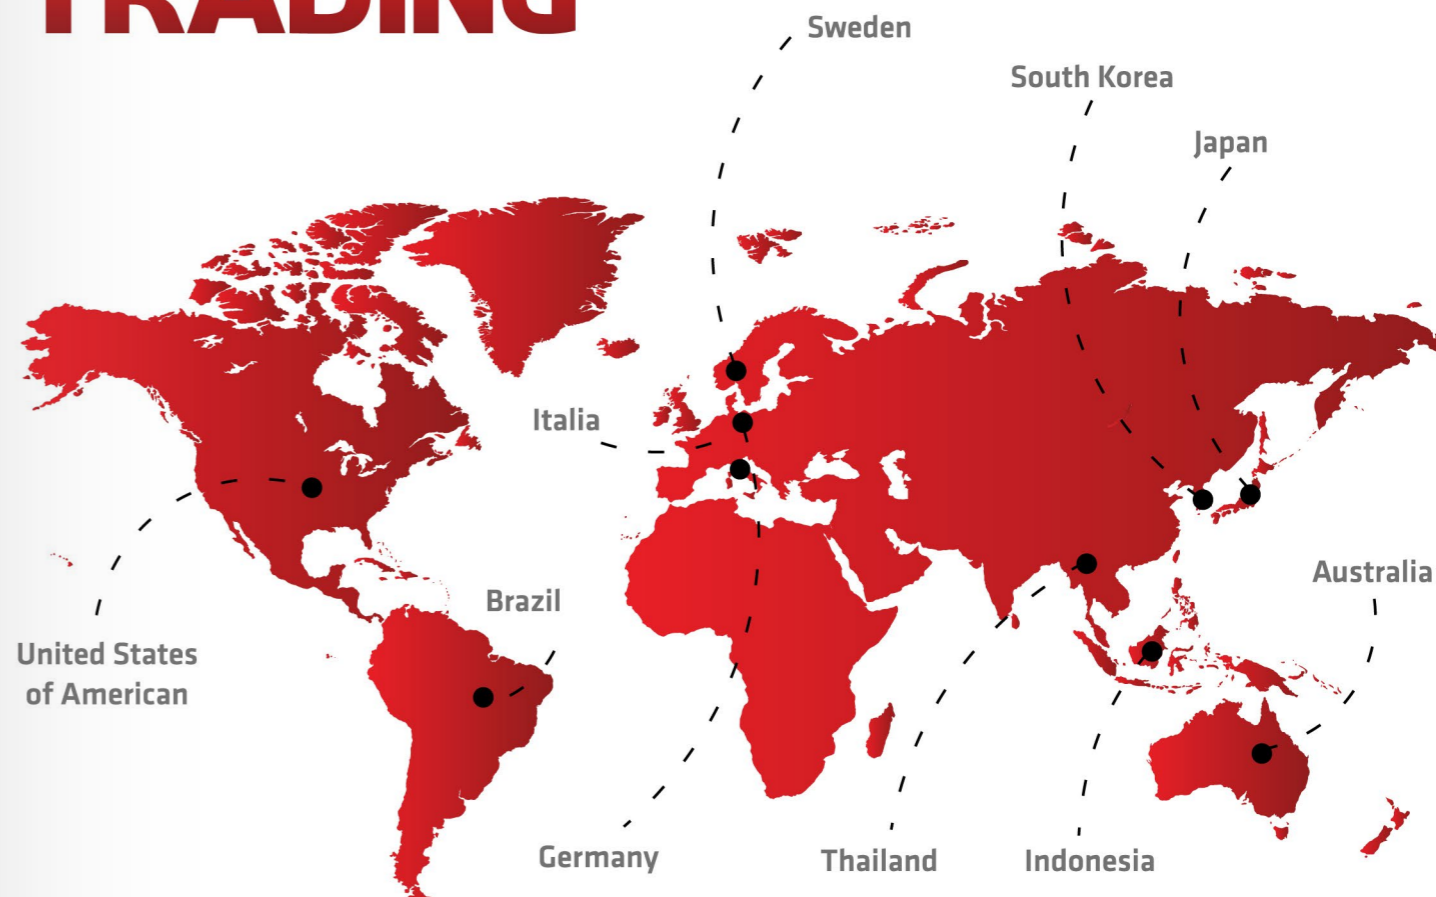 TRADING
Sweden
South Korea
Japan
Italia
Australia
Brazil
United States
of American
Germany
Thailand
Indonesia